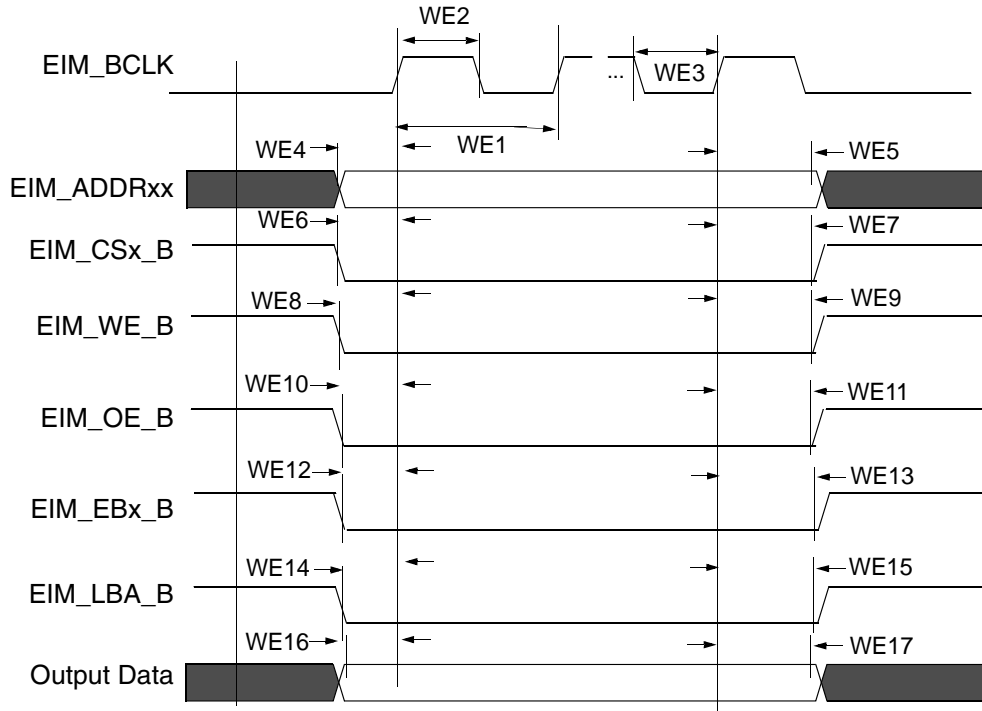 WE2
EIM_BCLK
...
WE3
WE1
WE4
WE5
EIM_ADDRxx
WE6
WE7
EIM_CSx_B
WE8
WE9
EIM_WE_B
WE10
WE11
EIM_OE_B
WE12
WE13
EIM_EBx_B
WE14
WE15
EIM_LBA_B
WE16
WE17
Output Data